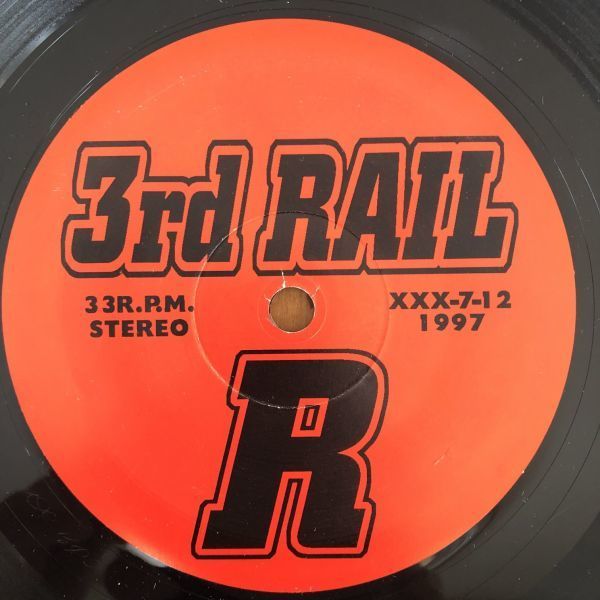 3rd RAIL
33R.P.M.
STEREO
XXX-7-12
1997
R